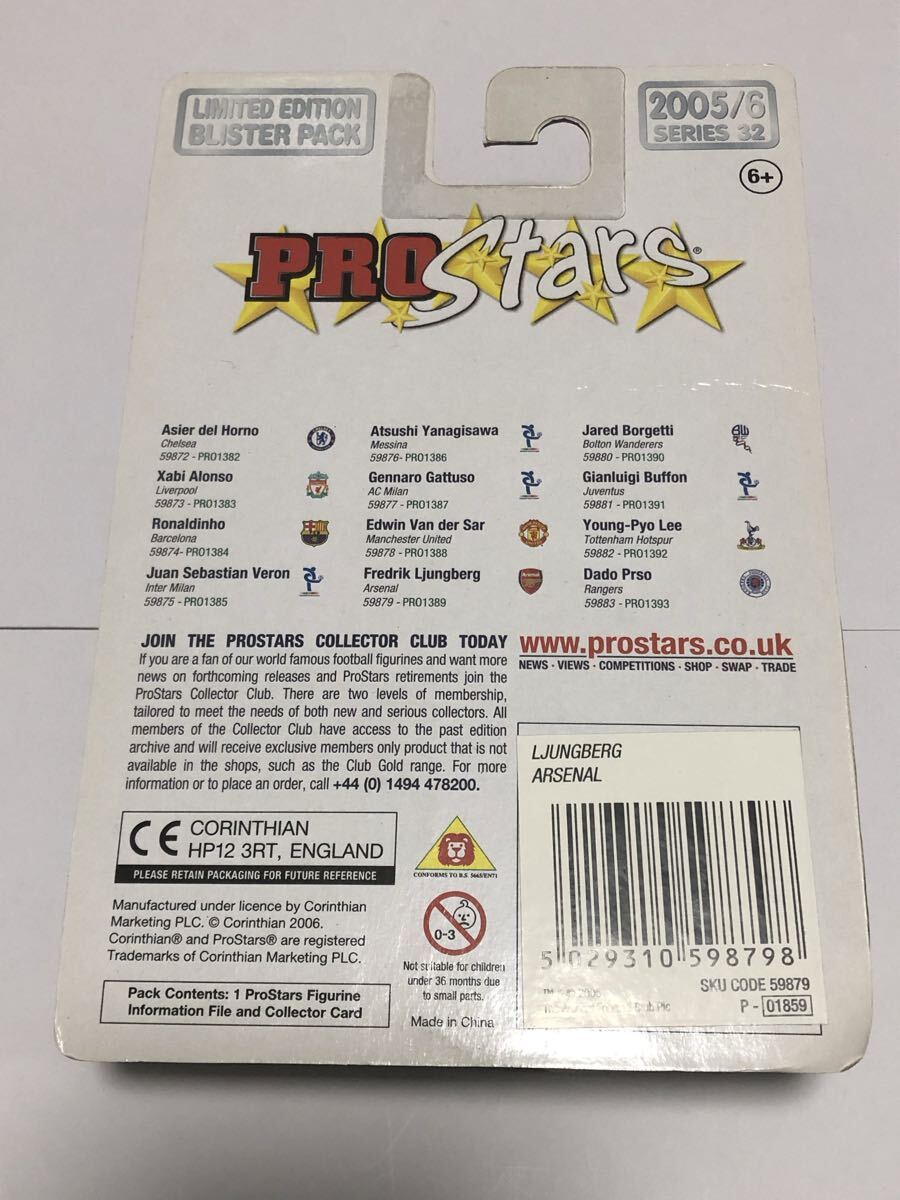 LIMITED EDITION
BLISTER PACK
2005/6
SERIES 32
6+
PROStars®
Asier del Horno
Chelsea
59872 - PRO1382
Xabi Alonso
Liverpool
59873 - PRO1383
Ronaldinho
Barcelona
59874- PRO1384
Juan Sebastian Veron
Inter Milan
59875 - PRO1385
Atsushi Yanagisawa
Messina
59876- PRO1386
Gennaro Gattuso
AC Milan
59877 - PRO1387
Edwin Van der Sar
Manchester United
59878 - PRO1388
Fredrik Ljungberg
Arsenal
59879 - PRO1389
Jared Borgetti
Bolton Wanderers
59880 - PRO1390
Gianluigi Buffon
Juventus
59881 - PRO1391
Young-Pyo Lee
Tottenham Hotspur
59882 - PRO1392
Dado Prso
Rangers
59883 - PRO1393
JOIN THE PROSTARS COLLECTOR CLUB TODAY
If you are a fan of our world famous football figurines and want more
news on forthcoming releases and ProStars retirements join the
ProStars Collector Club. There are two levels of membership,
tailored to meet the needs of both new and serious collectors. All
members of the Collector Club have access to the past edition
archive and will receive exclusive members only product that is not
available in the shops, such as the Club Gold range. For more
information or to place an order, call +44 (0) 1494 478200.
www.prostars.co.uk
NEWS · VIEWS · COMPETITIONS · SHOP · SWAP · TRADE
LJUNGBERG
ARSENAL
5 029310 598798
SKU CODE 59879
P - 01859
CE CORINTHIAN
HP12 3RT, ENGLAND
PLEASE RETAIN PACKAGING FOR FUTURE REFERENCE
CONFORMS TO B.S. 5665/EN71
Manufactured under licence by Corinthian
Marketing PLC. © Corinthian 2006.
Corinthian® and ProStars® are registered
Trademarks of Corinthian Marketing PLC.
0-3
Not suitable for children
under 36 months due
to small parts.
Pack Contents: 1 ProStars Figurine
Information File and Collector Card
Made in China